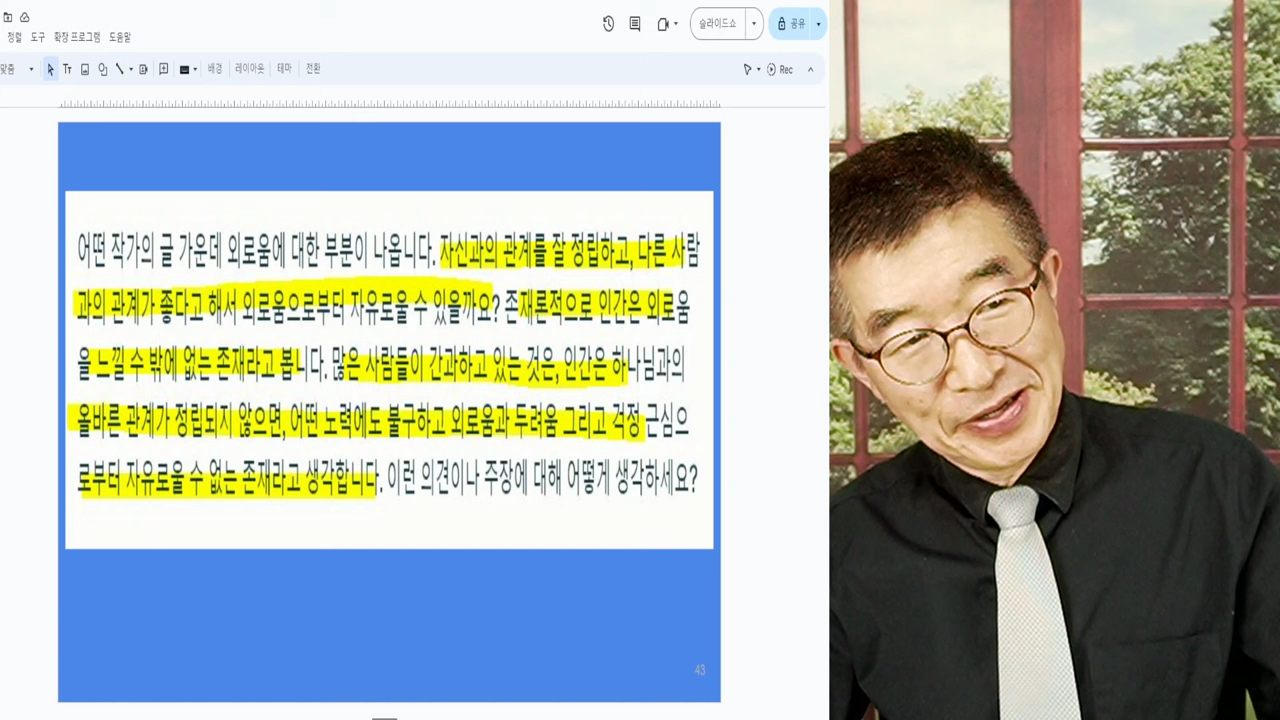 정렬 도구 확장 프로그램 도움말
슬라이드쇼
공유
맞춤
배경 레이아웃 테마 전환
Rec
어떤 작가의 글 가운데 외로움에 대한 부분이 나옵니다. 자신과의 관계를 잘 정립하고, 다른 사람
과의 관계가 좋다고 해서 외로움으로부터 자유로울 수 있을까요? 존재론적으로 인간은 외로움
을 느낄 수 밖에 없는 존재라고 봅니다. 많은 사람들이 간과하고 있는 것은, 인간은 하나님과의
올바른 관계가 정립되지 않으면, 어떤 노력에도 불구하고 외로움과 두려움 그리고 걱정 근심으
로부터 자유로울 수 없는 존재라고 생각합니다. 이런 의견이나 주장에 대해 어떻게 생각하세요?
43